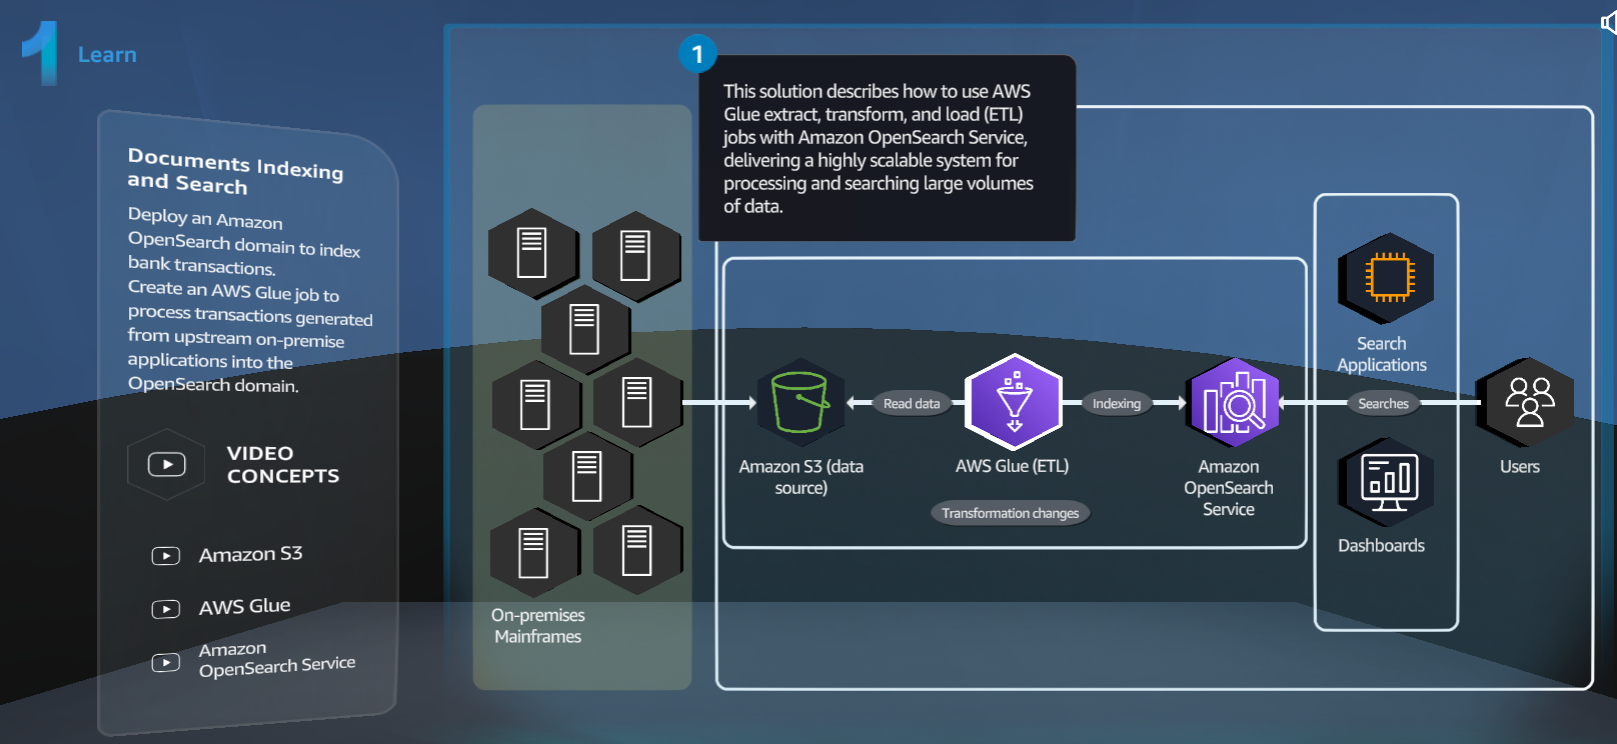 1 Learn
Documents Indexing
and Search
Deploy an Amazon
OpenSearch domain to index
bank transactions.
Create an AWS Glue job to
process transactions generated
from upstream on-premise
applications into the
OpenSearch domain.
VIDEO
CONCEPTS
Amazon S3
AWS Glue
Amazon
OpenSearch Service
1
This solution describes how to use AWS
Glue extract, transform, and load (ETL)
jobs with Amazon OpenSearch Service,
delivering a highly scalable system for
processing and searching large volumes
of data.
On-premises
Mainframes
Amazon S3 (data
source)
Read data
AWS Glue (ETL)
Transformation changes
Indexing
Amazon
OpenSearch
Service
Search
Applications
Searches
Dashboards
Users